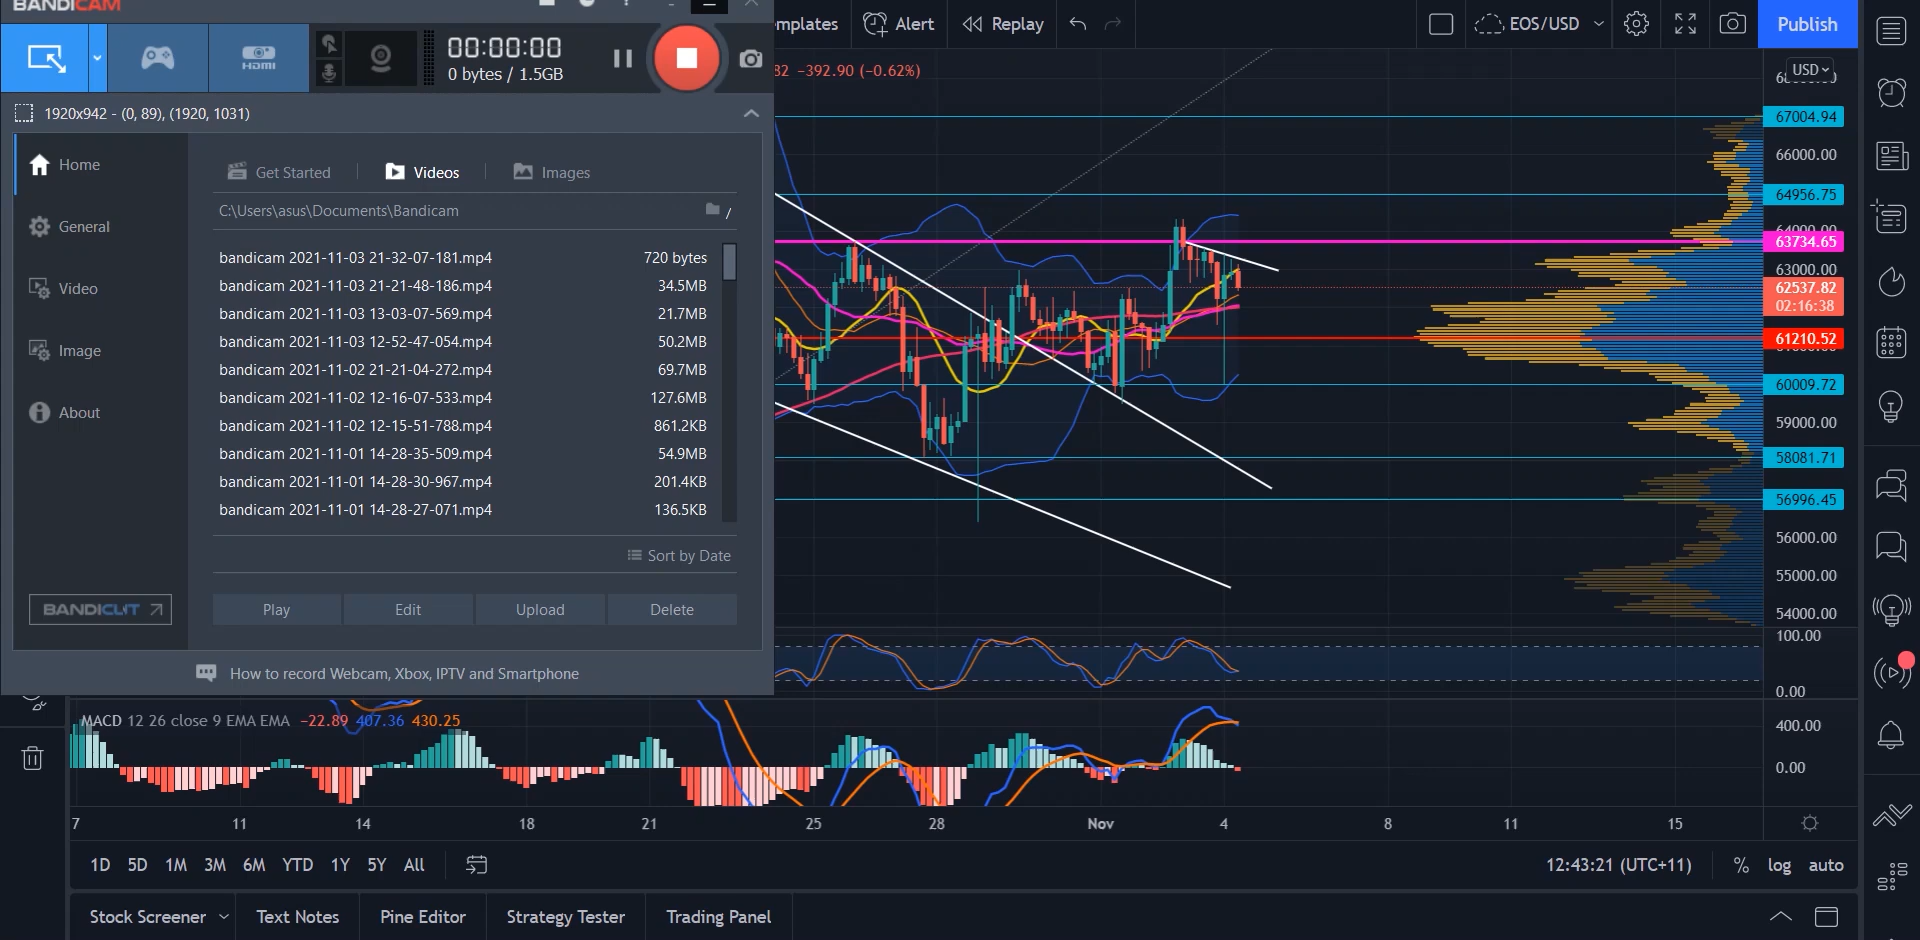 BANDICAM
00:00:00
0 bytes / 1.5GB
HDMI
1920x942 - (0, 89), (1920, 1031)
Home
General
Video
Image
About
BANDICUT
Get Started
Videos
Images
C:\Users\asus\Documents\Bandicam
/
bandicam 2021-11-03 21-32-07-181.mp4 720 bytes
bandicam 2021-11-03 21-21-48-186.mp4 34.5MB
bandicam 2021-11-03 13-03-07-569.mp4 21.7MB
bandicam 2021-11-03 12-52-47-054.mp4 50.2MB
bandicam 2021-11-02 21-21-04-272.mp4 69.7MB
bandicam 2021-11-02 12-16-07-533.mp4 127.6MB
bandicam 2021-11-02 12-15-51-788.mp4 861.2KB
bandicam 2021-11-01 14-28-35-509.mp4 54.9MB
bandicam 2021-11-01 14-28-30-967.mp4 201.4KB
bandicam 2021-11-01 14-28-27-071.mp4 136.5KB
Sort by Date
Play Edit Upload Delete
How to record Webcam, Xbox, IPTV and Smartphone
emplates Alert Replay EOS/USD Publish
82 −392.90 (−0.62%)
USD
67004.94
66000.00
64956.75
63734.65
63000.00
62537.82
02:16:38
61210.52
60009.72
59000.00
58081.71
56996.45
56000.00
55000.00
54000.00
100.00
0.00
MACD 12 26 close 9 EMA EMA −22.89 407.36 430.25
400.00
0.00
7 11 14 18 21 25 28 Nov 4 8 11 15
1D 5D 1M 3M 6M YTD 1Y 5Y All
12:43:21 (UTC+11) % log auto
Stock Screener Text Notes Pine Editor Strategy Tester Trading Panel